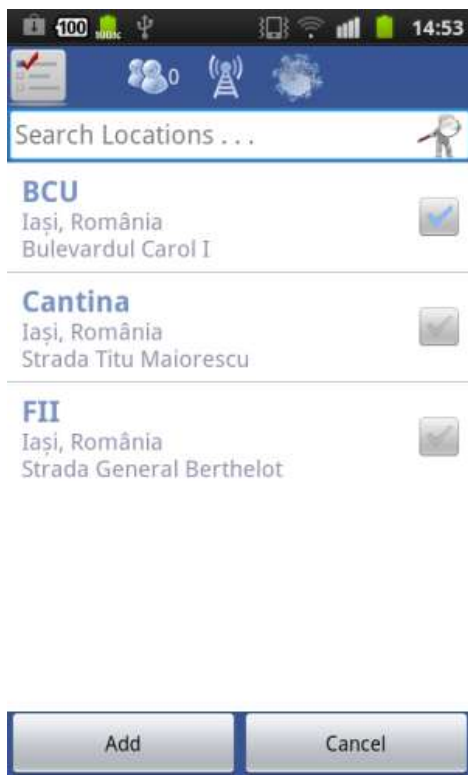 100
100%
14:53
0
Search Locations . . .
BCU
Iași, România
Bulevardul Carol I
Cantina
Iași, România
Strada Titu Maiorescu
FII
Iași, România
Strada General Berthelot
Add
Cancel